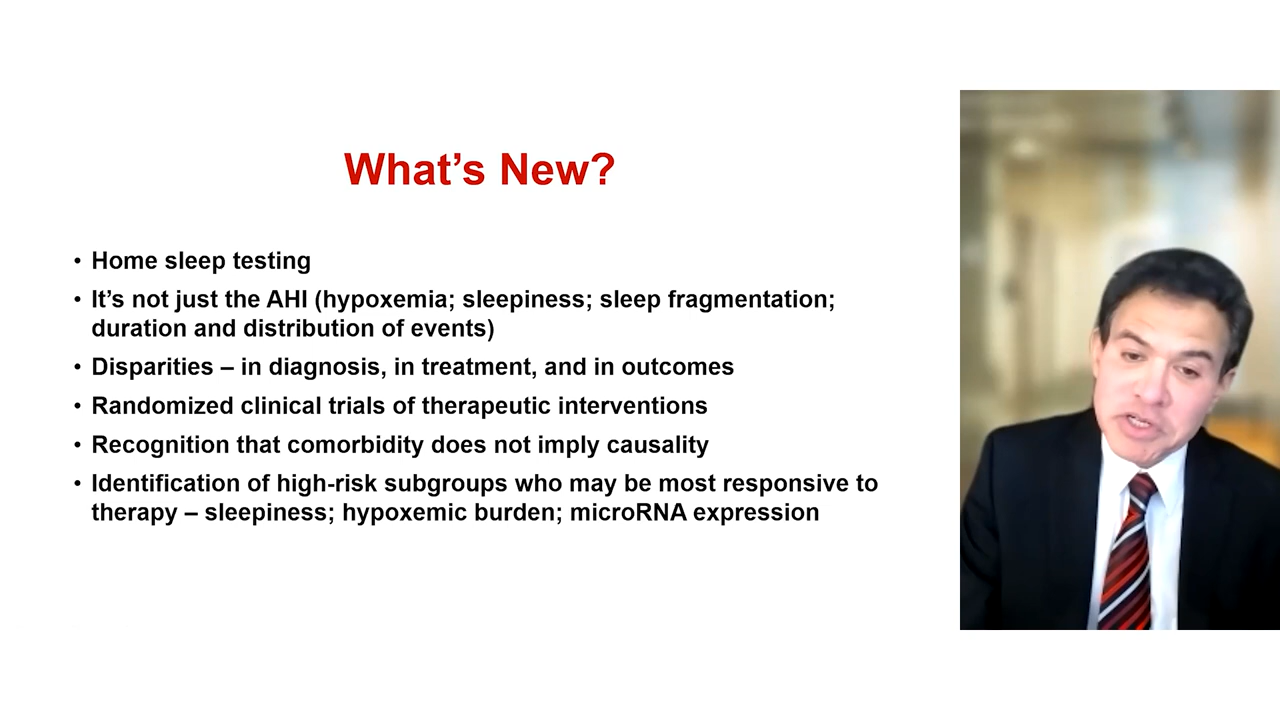 What’s New?
• Home sleep testing
• It’s not just the AHI (hypoxemia; sleepiness; sleep fragmentation;
duration and distribution of events)
• Disparities – in diagnosis, in treatment, and in outcomes
• Randomized clinical trials of therapeutic interventions
• Recognition that comorbidity does not imply causality
• Identification of high-risk subgroups who may be most responsive to
therapy – sleepiness; hypoxemic burden; microRNA expression